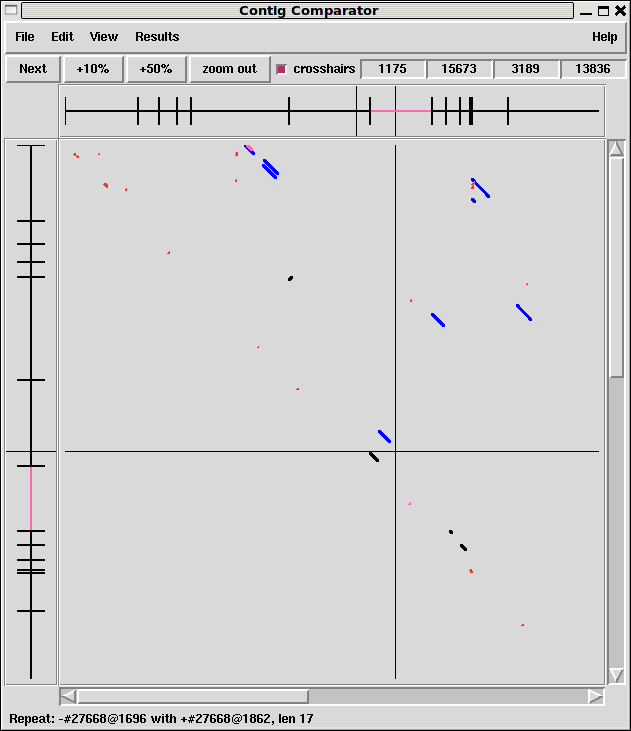 Contig Comparator
File Edit View Results Help
Next +10% +50% zoom out crosshairs 1175 15673 3189 13836
Repeat: -#27668@1696 with +#27668@1862, len 17